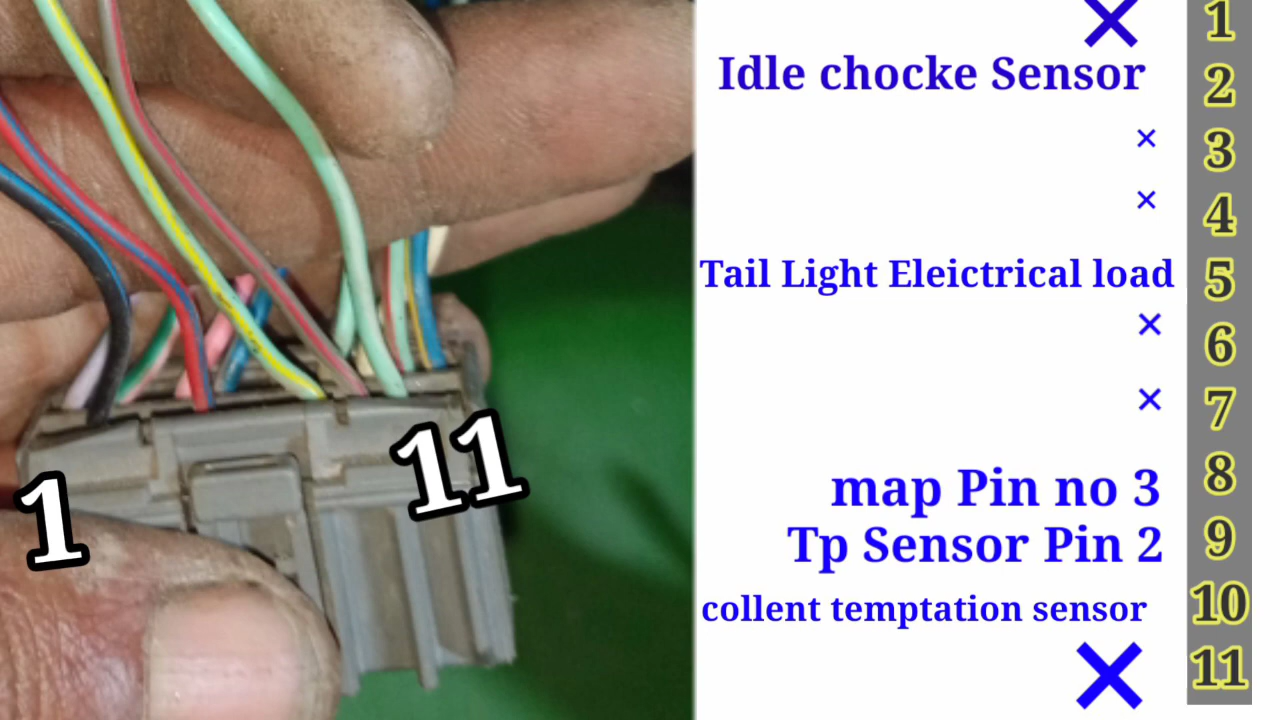 1
11
× 1
Idle chocke Sensor 2
× 3
× 4
Tail Light Eleictrical load 5
× 6
× 7
map Pin no 3 8
Tp Sensor Pin 2 9
collent temptation sensor 10
× 11